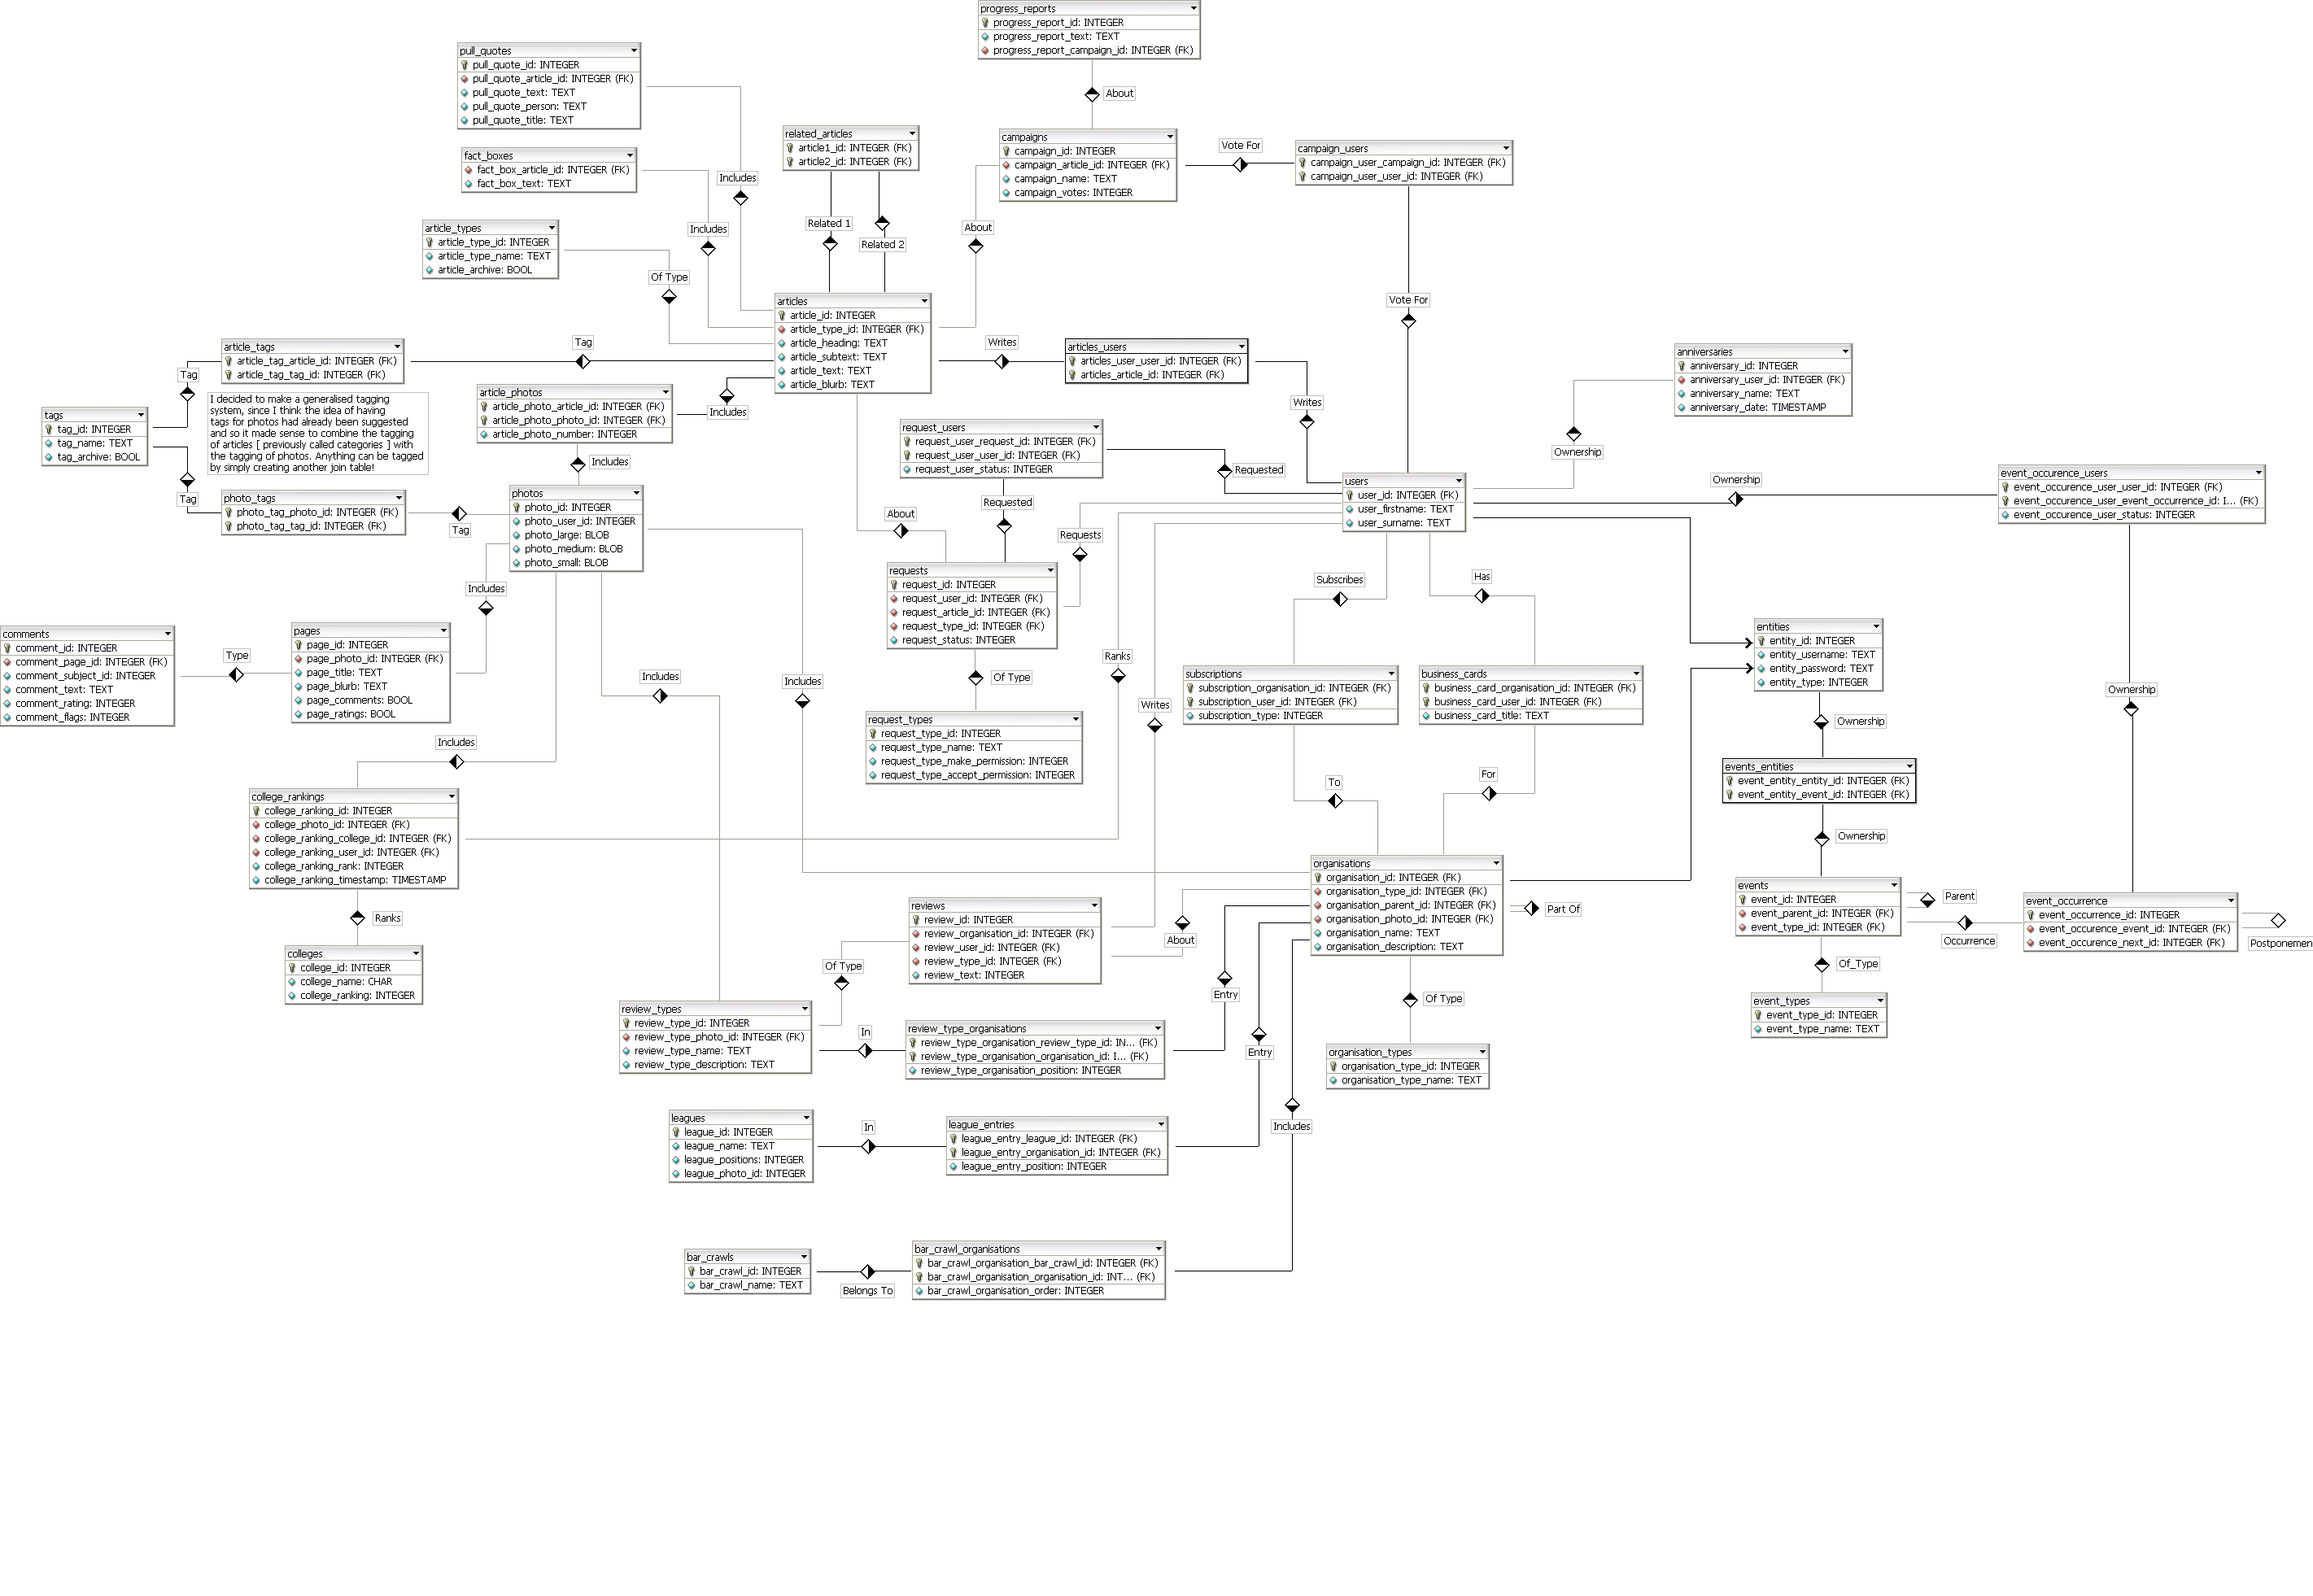 progress_reports
progress_report_id: INTEGER
progress_report_text: TEXT
progress_report_campaign_id: INTEGER (FK)
About
pull_quotes
pull_quote_id: INTEGER
pull_quote_article_id: INTEGER (FK)
pull_quote_text: TEXT
pull_quote_person: TEXT
pull_quote_title: TEXT
fact_boxes
fact_box_article_id: INTEGER (FK)
fact_box_text: TEXT
article_types
article_type_id: INTEGER
article_type_name: TEXT
article_archive: BOOL
Includes
Includes
Of Type
related_articles
article1_id: INTEGER (FK)
article2_id: INTEGER (FK)
Related 1
Related 2
campaigns
campaign_id: INTEGER
campaign_article_id: INTEGER (FK)
campaign_name: TEXT
campaign_votes: INTEGER
About
Vote For
campaign_users
campaign_user_campaign_id: INTEGER (FK)
campaign_user_user_id: INTEGER (FK)
Vote For
articles
article_id: INTEGER
article_type_id: INTEGER (FK)
article_heading: TEXT
article_subtext: TEXT
article_text: TEXT
article_blurb: TEXT
Writes
articles_users
articles_user_user_id: INTEGER (FK)
articles_article_id: INTEGER (FK)
Writes
anniversaries
anniversary_id: INTEGER
anniversary_user_id: INTEGER (FK)
anniversary_name: TEXT
anniversary_date: TIMESTAMP
Ownership
article_tags
article_tag_article_id: INTEGER (FK)
article_tag_tag_id: INTEGER (FK)
Tag
Tag
tags
tag_id: INTEGER
tag_name: TEXT
tag_archive: BOOL
I decided to make a generalised tagging
system, since I think the idea of having
tags for photos had already been suggested
and so it made sense to combine the tagging
of articles [ previously called categories ] with
the tagging of photos. Anything can be tagged
by simply creating another join table!
Tag
photo_tags
photo_tag_photo_id: INTEGER (FK)
photo_tag_tag_id: INTEGER (FK)
Tag
article_photos
article_photo_article_id: INTEGER (FK)
article_photo_photo_id: INTEGER (FK)
article_photo_number: INTEGER
Includes
Includes
photos
photo_id: INTEGER
photo_user_id: INTEGER
photo_large: BLOB
photo_medium: BLOB
photo_small: BLOB
request_users
request_user_request_id: INTEGER (FK)
request_user_user_id: INTEGER (FK)
request_user_status: INTEGER
Requested
Requested
About
Requests
users
user_id: INTEGER (FK)
user_firstname: TEXT
user_surname: TEXT
Ownership
event_occurence_users
event_occurence_user_user_id: INTEGER (FK)
event_occurence_user_event_occurrence_id: I... (FK)
event_occurence_user_status: INTEGER
requests
request_id: INTEGER
request_user_id: INTEGER (FK)
request_article_id: INTEGER (FK)
request_type_id: INTEGER (FK)
request_status: INTEGER
Of Type
request_types
request_type_id: INTEGER
request_type_name: TEXT
request_type_make_permission: INTEGER
request_type_accept_permission: INTEGER
Subscribes
Has
Includes
comments
comment_id: INTEGER
comment_page_id: INTEGER (FK)
comment_subject_id: INTEGER
comment_text: TEXT
comment_rating: INTEGER
comment_flags: INTEGER
Type
pages
page_id: INTEGER
page_photo_id: INTEGER (FK)
page_title: TEXT
page_blurb: TEXT
page_comments: BOOL
page_ratings: BOOL
Includes
Includes
Ranks
Writes
subscriptions
subscription_organisation_id: INTEGER (FK)
subscription_user_id: INTEGER (FK)
subscription_type: INTEGER
business_cards
business_card_organisation_id: INTEGER (FK)
business_card_user_id: INTEGER (FK)
business_card_title: TEXT
entities
entity_id: INTEGER
entity_username: TEXT
entity_password: TEXT
entity_type: INTEGER
Ownership
Ownership
events_entities
event_entity_entity_id: INTEGER (FK)
event_entity_event_id: INTEGER (FK)
Ownership
Includes
To
For
college_rankings
college_ranking_id: INTEGER
college_photo_id: INTEGER (FK)
college_ranking_college_id: INTEGER (FK)
college_ranking_user_id: INTEGER (FK)
college_ranking_rank: INTEGER
college_ranking_timestamp: TIMESTAMP
Ranks
colleges
college_id: INTEGER
college_name: CHAR
college_ranking: INTEGER
organisations
organisation_id: INTEGER (FK)
organisation_type_id: INTEGER (FK)
organisation_parent_id: INTEGER (FK)
organisation_photo_id: INTEGER (FK)
organisation_name: TEXT
organisation_description: TEXT
Part Of
events
event_id: INTEGER
event_parent_id: INTEGER (FK)
event_type_id: INTEGER (FK)
Parent
Occurrence
event_occurrence
event_occurrence_id: INTEGER
event_occurence_event_id: INTEGER (FK)
event_occurence_next_id: INTEGER (FK)
Postponemen
Of_Type
event_types
event_type_id: INTEGER
event_type_name: TEXT
reviews
review_id: INTEGER
review_organisation_id: INTEGER (FK)
review_user_id: INTEGER (FK)
review_type_id: INTEGER (FK)
review_text: INTEGER
About
Of Type
Entry
Of Type
review_types
review_type_id: INTEGER
review_type_photo_id: INTEGER (FK)
review_type_name: TEXT
review_type_description: TEXT
In
review_type_organisations
review_type_organisation_review_type_id: IN... (FK)
review_type_organisation_organisation_id: I... (FK)
review_type_organisation_position: INTEGER
Entry
organisation_types
organisation_type_id: INTEGER
organisation_type_name: TEXT
leagues
league_id: INTEGER
league_name: TEXT
league_positions: INTEGER
league_photo_id: INTEGER
In
league_entries
league_entry_league_id: INTEGER (FK)
league_entry_organisation_id: INTEGER (FK)
league_entry_position: INTEGER
Includes
bar_crawls
bar_crawl_id: INTEGER
bar_crawl_name: TEXT
Belongs To
bar_crawl_organisations
bar_crawl_organisation_bar_crawl_id: INTEGER (FK)
bar_crawl_organisation_organisation_id: INT... (FK)
bar_crawl_organisation_order: INTEGER